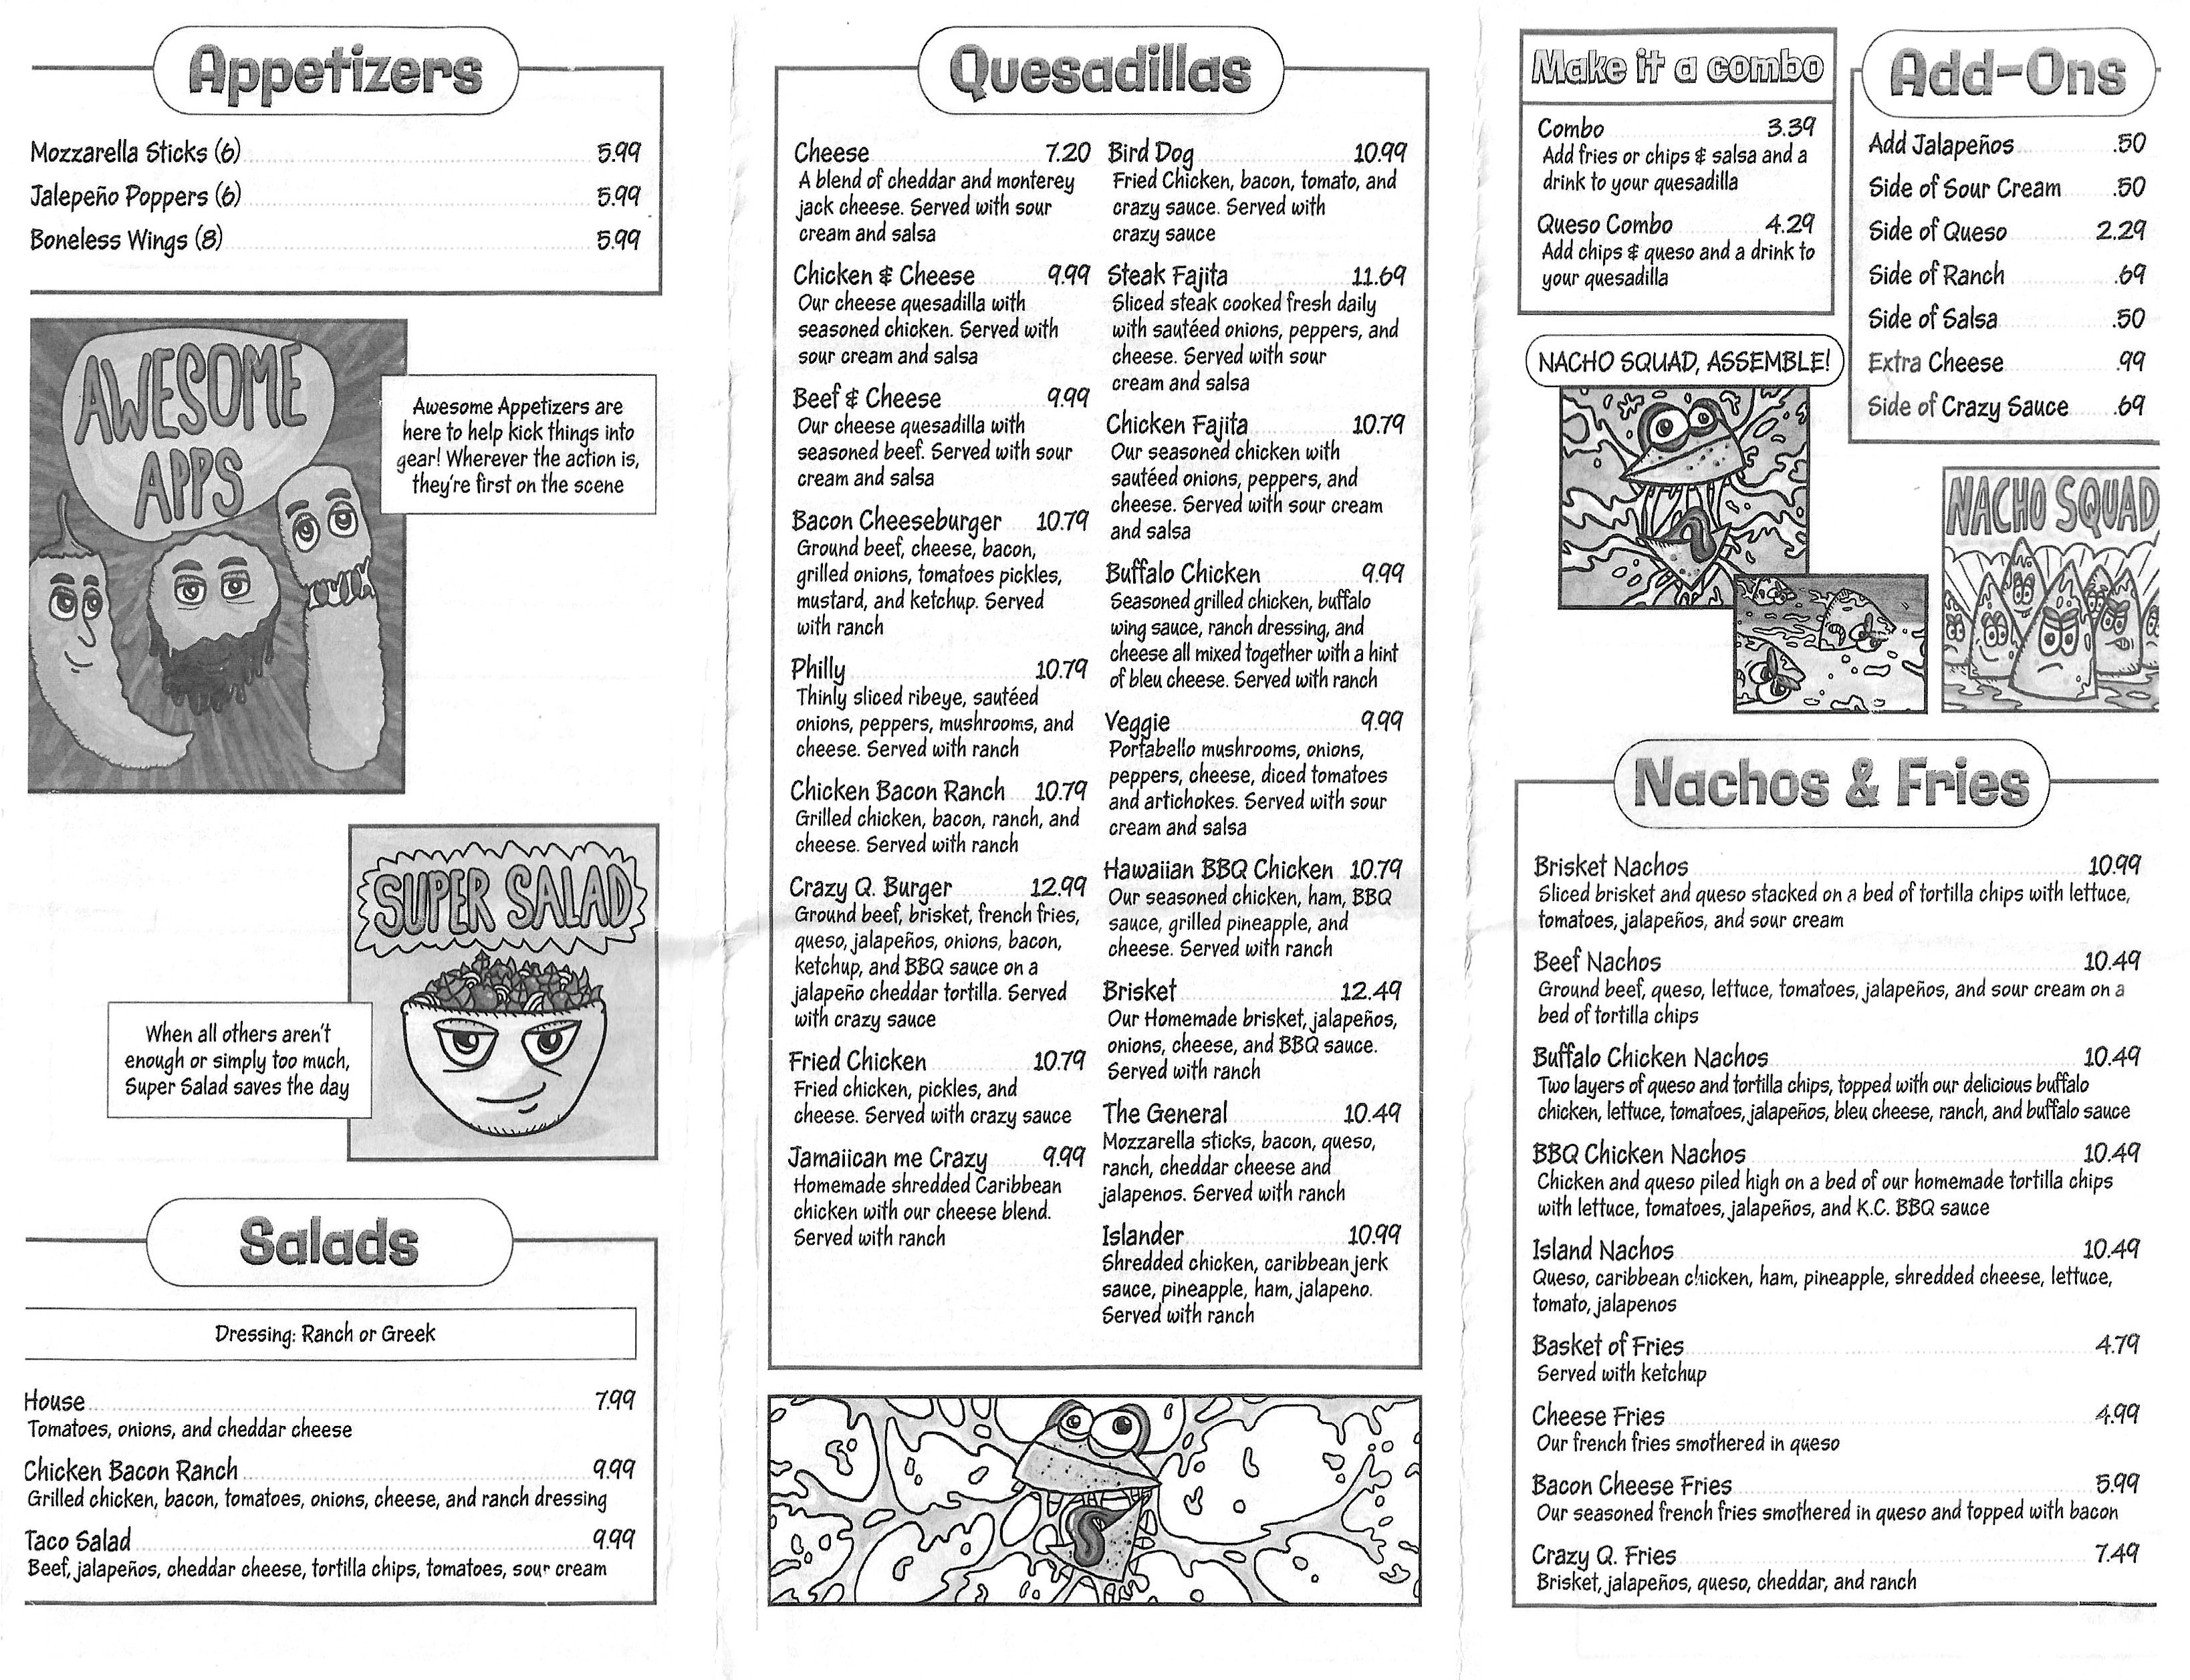 Appetizers
Mozzarella Sticks (6) 5.99
Jalepeño Poppers (6) 5.99
Boneless Wings (8) 5.99
AWESOME
APPS
Awesome Appetizers are
here to help kick things into
gear! Wherever the action is,
they're first on the scene
SUPER SALAD
When all others aren't
enough or simply too much,
Super Salad saves the day
Salads
Dressing: Ranch or Greek
House 7.99
Tomatoes, onions, and cheddar cheese
Chicken Bacon Ranch 9.99
Grilled chicken, bacon, tomatoes, onions, cheese, and ranch dressing
Taco Salad 9.99
Beef, jalapeños, cheddar cheese, tortilla chips, tomatoes, sour cream
Quesadillas
Cheese 7.20
A blend of cheddar and monterey
jack cheese. Served with sour
cream and salsa
Chicken & Cheese 9.99
Our cheese quesadilla with
seasoned chicken. Served with
sour cream and salsa
Beef & Cheese 9.99
Our cheese quesadilla with
seasoned beef. Served with sour
cream and salsa
Bacon Cheeseburger 10.79
Ground beef, cheese, bacon,
grilled onions, tomatoes pickles,
mustard, and ketchup. Served
with ranch
Philly 10.79
Thinly sliced ribeye, sautéed
onions, peppers, mushrooms, and
cheese. Served with ranch
Chicken Bacon Ranch 10.79
Grilled chicken, bacon, ranch, and
cheese. Served with ranch
Crazy Q. Burger 12.99
Ground beef, brisket, french fries,
queso, jalapeños, onions, bacon,
ketchup, and BBQ sauce on a
jalapeño cheddar tortilla. Served
with crazy sauce
Fried Chicken 10.79
Fried chicken, pickles, and
cheese. Served with crazy sauce
Jamaiican me Crazy 9.99
Homemade shredded Caribbean
chicken with our cheese blend.
Served with ranch
Bird Dog 10.99
Fried Chicken, bacon, tomato, and
crazy sauce. Served with
crazy sauce
Steak Fajita 11.69
Sliced steak cooked fresh daily
with sautéed onions, peppers, and
cheese. Served with sour
cream and salsa
Chicken Fajita 10.79
Our seasoned chicken with
sautéed onions, peppers, and
cheese. Served with sour cream
and salsa
Buffalo Chicken 9.99
Seasoned grilled chicken, buffalo
wing sauce, ranch dressing, and
cheese all mixed together with a hint
of bleu cheese. Served with ranch
Veggie 9.99
Portabello mushrooms, onions,
peppers, cheese, diced tomatoes
and artichokes. Served with sour
cream and salsa
Hawaiian BBQ Chicken 10.79
Our seasoned chicken, ham, BBQ
sauce, grilled pineapple, and
cheese. Served with ranch
Brisket 12.49
Our Homemade brisket, jalapeños,
onions, cheese, and BBQ sauce.
Served with ranch
The General 10.49
Mozzarella sticks, bacon, queso,
ranch, cheddar cheese and
jalapenos. Served with ranch
Islander 10.99
Shredded chicken, caribbean jerk
sauce, pineapple, ham, jalapeno.
Served with ranch
Make it a combo
Combo 3.39
Add fries or chips & salsa and a
drink to your quesadilla
Queso Combo 4.29
Add chips & queso and a drink to
your quesadilla
Add-Ons
Add Jalapeños .50
Side of Sour Cream .50
Side of Queso 2.29
Side of Ranch .69
Side of Salsa .50
Extra Cheese .99
Side of Crazy Sauce .69
NACHO SQUAD, ASSEMBLE!
NACHO SQUAD
Nachos & Fries
Brisket Nachos 10.99
Sliced brisket and queso stacked on a bed of tortilla chips with lettuce,
tomatoes, jalapeños, and sour cream
Beef Nachos 10.49
Ground beef, queso, lettuce, tomatoes, jalapeños, and sour cream on a
bed of tortilla chips
Buffalo Chicken Nachos 10.49
Two layers of queso and tortilla chips, topped with our delicious buffalo
chicken, lettuce, tomatoes, jalapeños, bleu cheese, ranch, and buffalo sauce
BBQ Chicken Nachos 10.49
Chicken and queso piled high on a bed of our homemade tortilla chips
with lettuce, tomatoes, jalapeños, and K.C. BBQ sauce
Island Nachos 10.49
Queso, caribbean chicken, ham, pineapple, shredded cheese, lettuce,
tomato, jalapenos
Basket of Fries 4.79
Served with ketchup
Cheese Fries 4.99
Our french fries smothered in queso
Bacon Cheese Fries 5.99
Our seasoned french fries smothered in queso and topped with bacon
Crazy Q. Fries 7.49
Brisket, jalapeños, queso, cheddar, and ranch